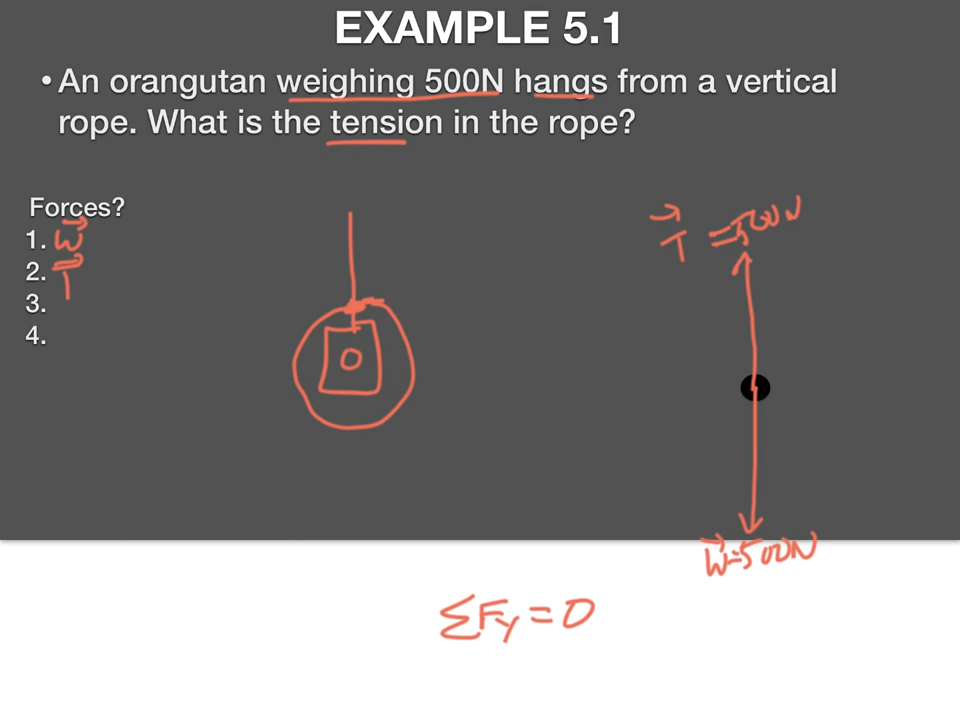 EXAMPLE 5.1
• An orangutan weighing 500N hangs from a vertical
rope. What is the tension in the rope?
Forces?
1. w⃗
2. T⃗
3.
4.
O
T⃗ = 500N
w⃗=500N
ΣFy = 0